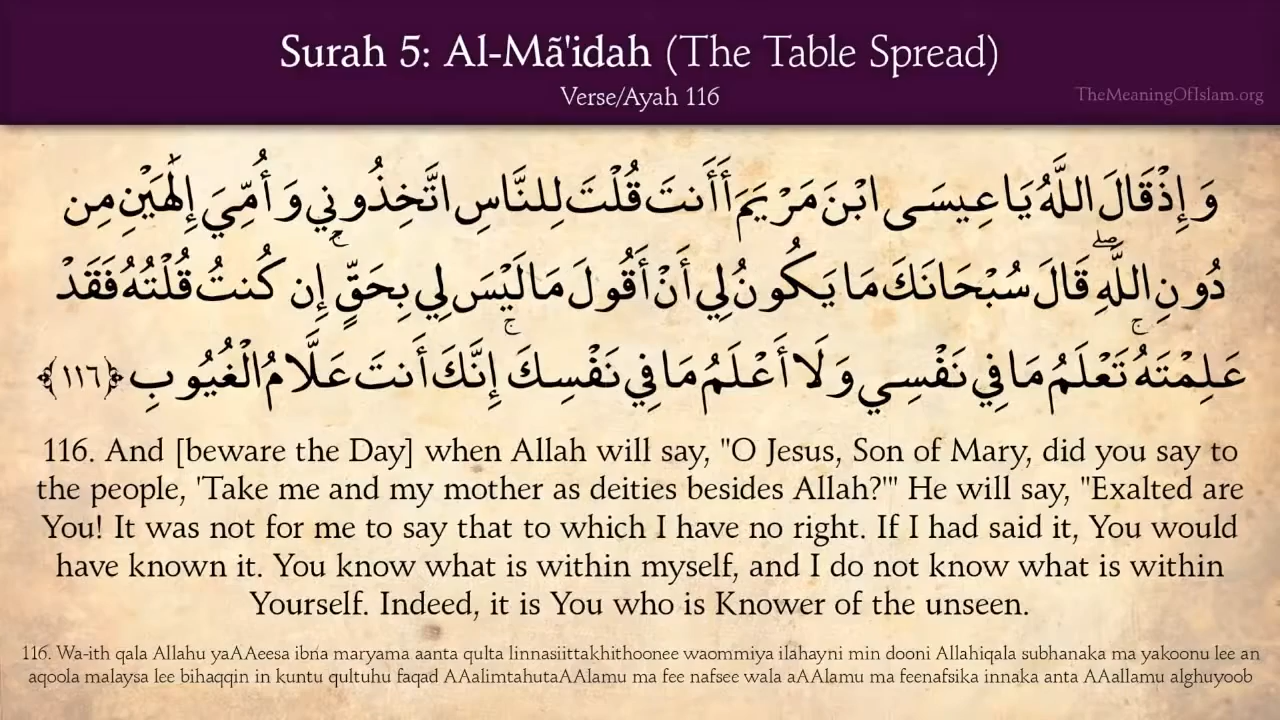 Surah 5: Al-Mã'idah (The Table Spread)
Verse/Ayah 116
TheMeaningOfIslam.org
وَإِذْ قَالَ اللَّهُ يَا عِيسَى ابْنَ مَرْيَمَ أَأَنتَ قُلْتَ لِلنَّاسِ اتَّخِذُونِي وَأُمِّيَ إِلَٰهَيْنِ مِن
دُونِ اللَّهِ ۖ قَالَ سُبْحَانَكَ مَا يَكُونُ لِي أَنْ أَقُولَ مَا لَيْسَ لِي بِحَقٍّ ۚ إِن كُنتُ قُلْتُهُ فَقَدْ
عَلِمْتَهُ ۚ تَعْلَمُ مَا فِي نَفْسِي وَلَا أَعْلَمُ مَا فِي نَفْسِكَ ۚ إِنَّكَ أَنتَ عَلَّامُ الْغُيُوبِ ﴿١١٦﴾
116. And [beware the Day] when Allah will say, "O Jesus, Son of Mary, did you say to
the people, 'Take me and my mother as deities besides Allah?'" He will say, "Exalted are
You! It was not for me to say that to which I have no right. If I had said it, You would
have known it. You know what is within myself, and I do not know what is within
Yourself. Indeed, it is You who is Knower of the unseen.
116. Wa-ith qala Allahu yaAAeesa ibna maryama aanta qulta linnasiittakhithoonee waommiya ilahayni min dooni Allahiqala subhanaka ma yakoonu lee an
aqoola malaysa lee bihaqqin in kuntu qultuhu faqad AAalimtahutaAAlamu ma fee nafsee wala aAAlamu ma feenafsika innaka anta AAallamu alghuyoob